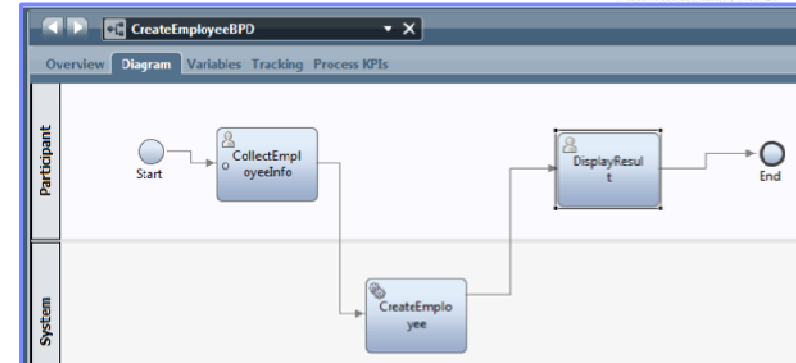 CreateEmployeeBPD
Overview Diagram Variables Tracking Process KPIs
Participant
Start
CollectEmpl
oyeeInfo
DisplayResul
t
End
System
CreateEmplo
yee